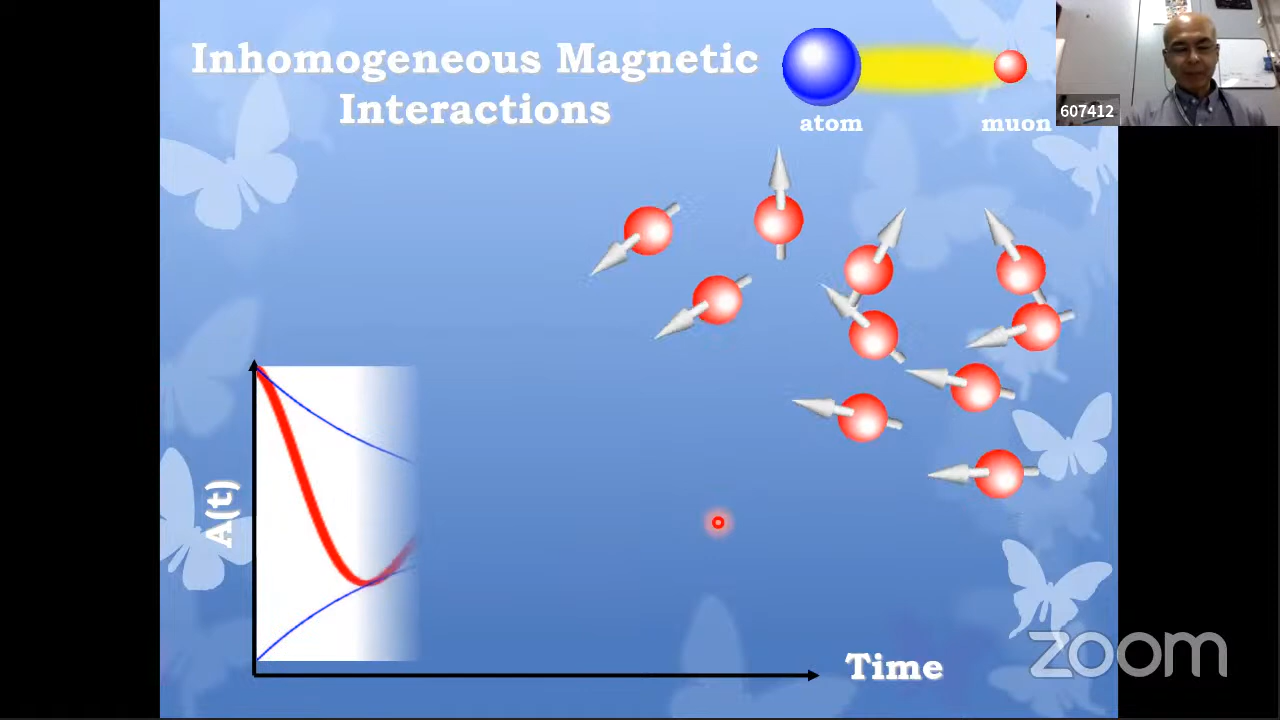 Inhomogeneous Magnetic
Interactions
atom
muon
607412
A(t)
Time
zoom